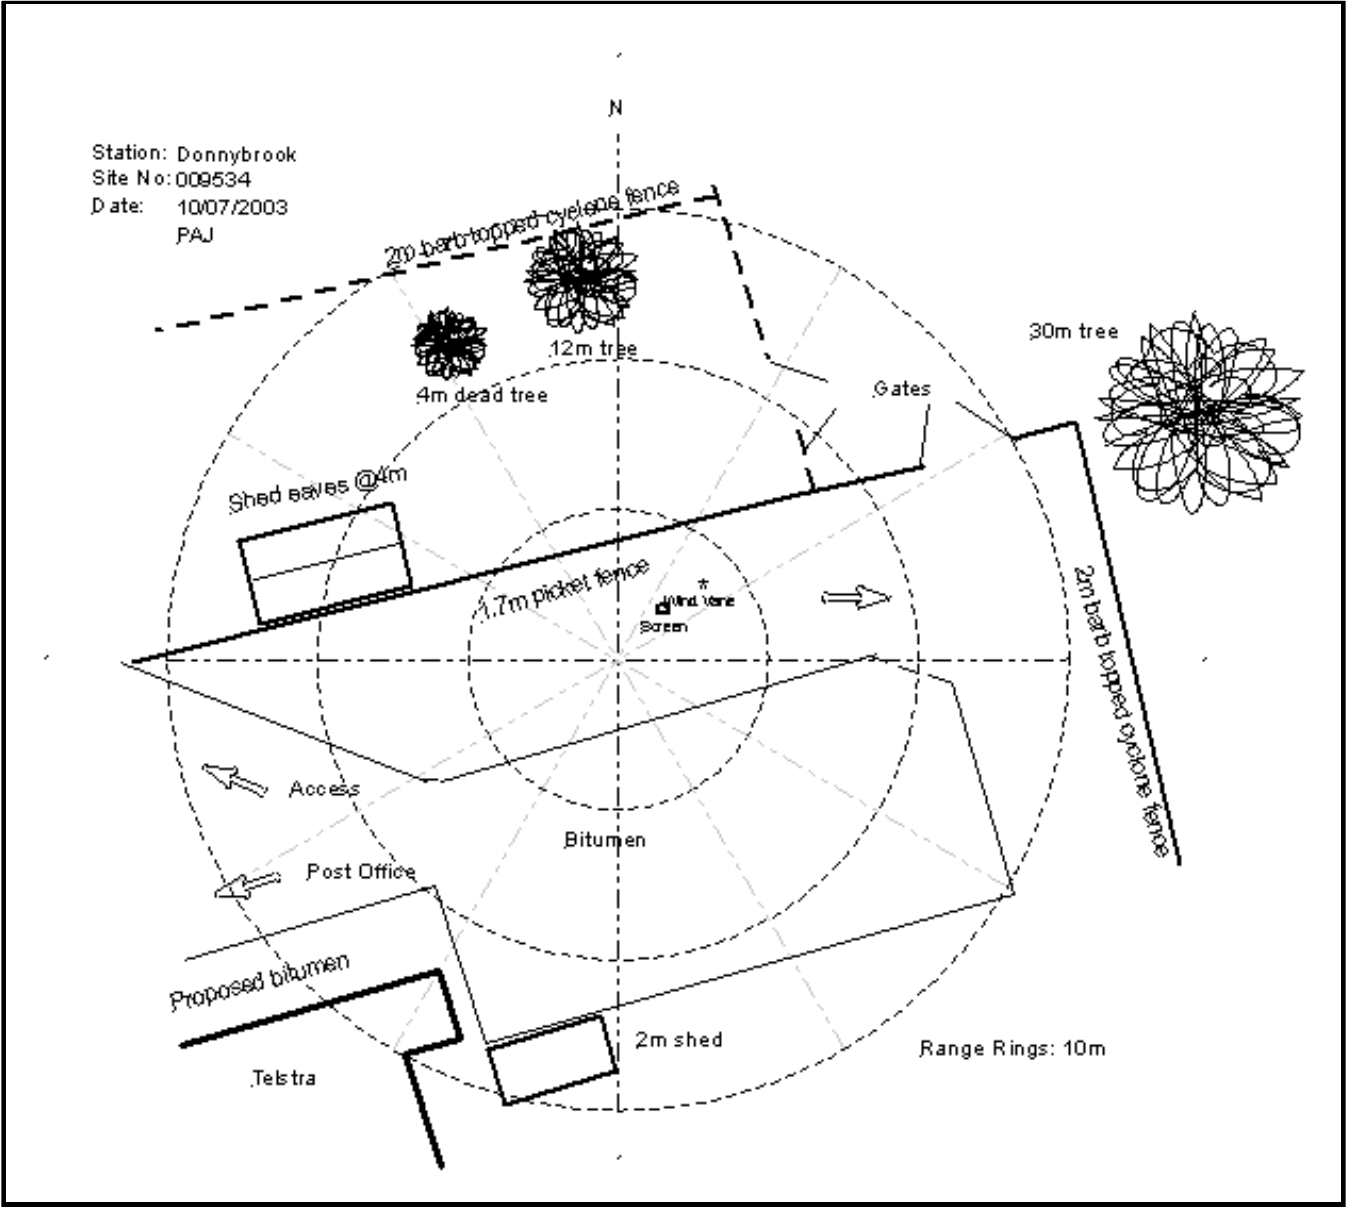 N
Station: Donnybrook
Site No: 009534
Date: 10/07/2003
PAJ
2m barb topped cyclone fence
30m tree
12m tree
Gates
4m dead tree
Shed eaves @4m
1.7m picket fence
Wind Vane
Screen
2m barb topped cyclone fence
Access
Bitumen
Post Office
Proposed bitumen
2m shed
Range Rings: 10m
Telstra